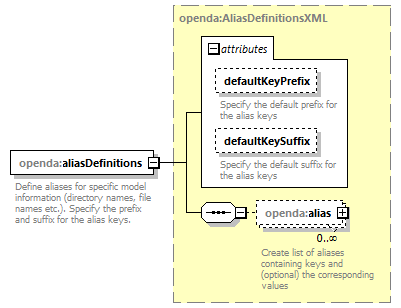 openda:AliasDefinitionsXML
attributes
defaultKeyPrefix
Specify the default prefix for
the alias keys
defaultKeySuffix
Specify the default suffix for
the alias keys
openda:aliasDefinitions
Define aliases for specific model
information (directory names, file
names etc.). Specify the prefix
and suffix for the alias keys.
openda:alias
0..∞
Create list of aliases
containing keys and
(optional) the corresponding
values